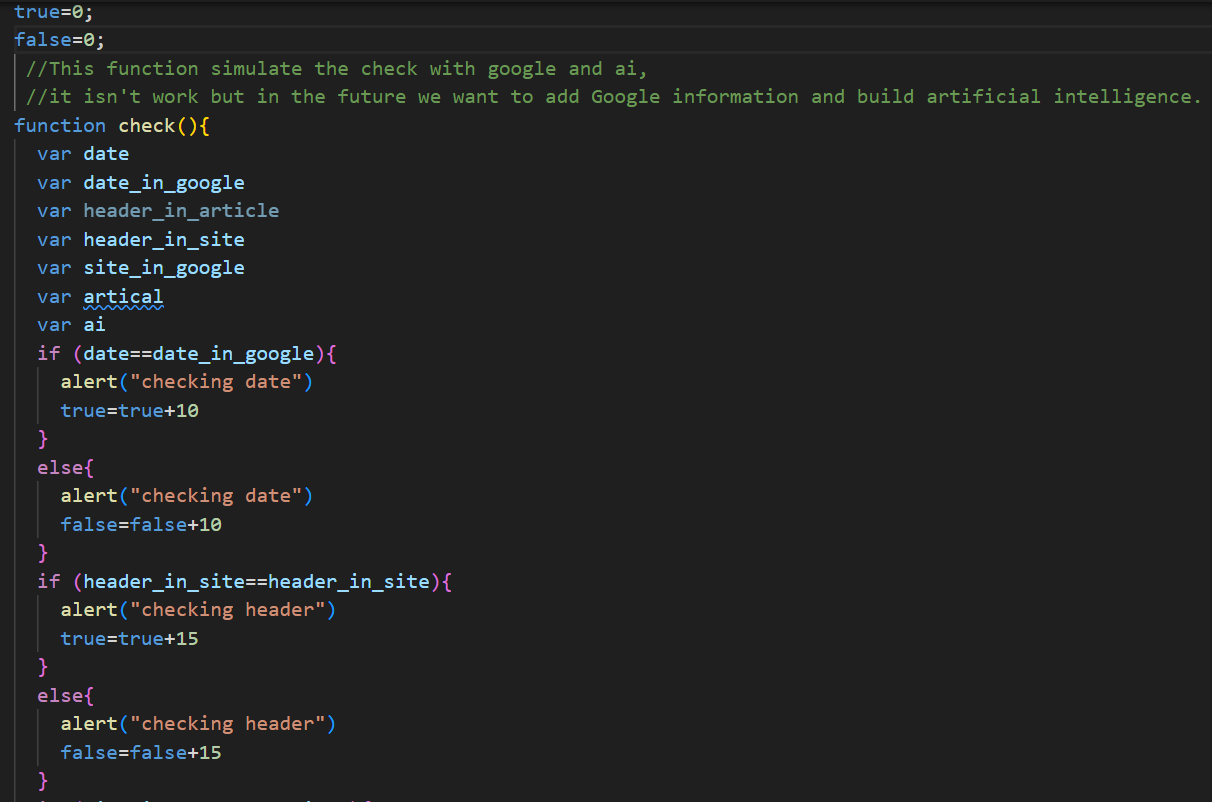 true=0;
false=0;
//This function simulate the check with google and ai,
//it isn't work but in the future we want to add Google information and build artificial intelligence.
function check(){
var date
var date_in_google
var header_in_article
var header_in_site
var site_in_google
var artical
var ai
if (date==date_in_google){
alert("checking date")
true=true+10
}
else{
alert("checking date")
false=false+10
}
if (header_in_site==header_in_site){
alert("checking header")
true=true+15
}
else{
alert("checking header")
false=false+15
}